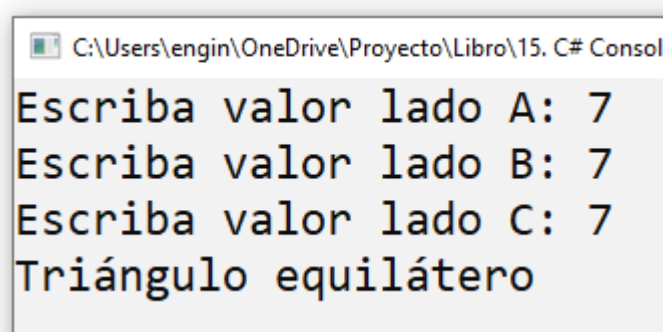 C:\Users\engin\OneDrive\Proyecto\Libro\15. C# Consol
Escriba valor lado A: 7
Escriba valor lado B: 7
Escriba valor lado C: 7
Triángulo equilátero